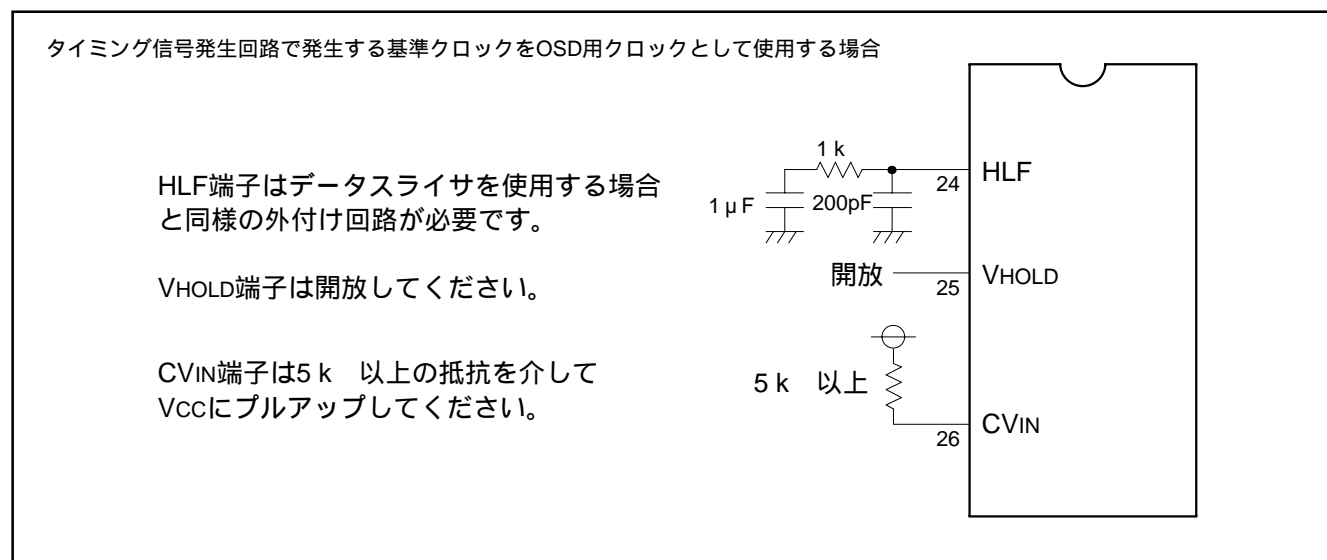 タイミング信号発生回路で発生する基準クロックをOSD用クロックとして使用する場合
HLF端子はデータスライサを使用する場合
と同様の外付け回路が必要です。
VHOLD端子は開放してください。
CVIN端子は5 k 以上の抵抗を介して
VCCにプルアップしてください。
1 k
1 μ F
200pF
24
HLF
開放
25
VHOLD
5 k 以上
26
CVIN